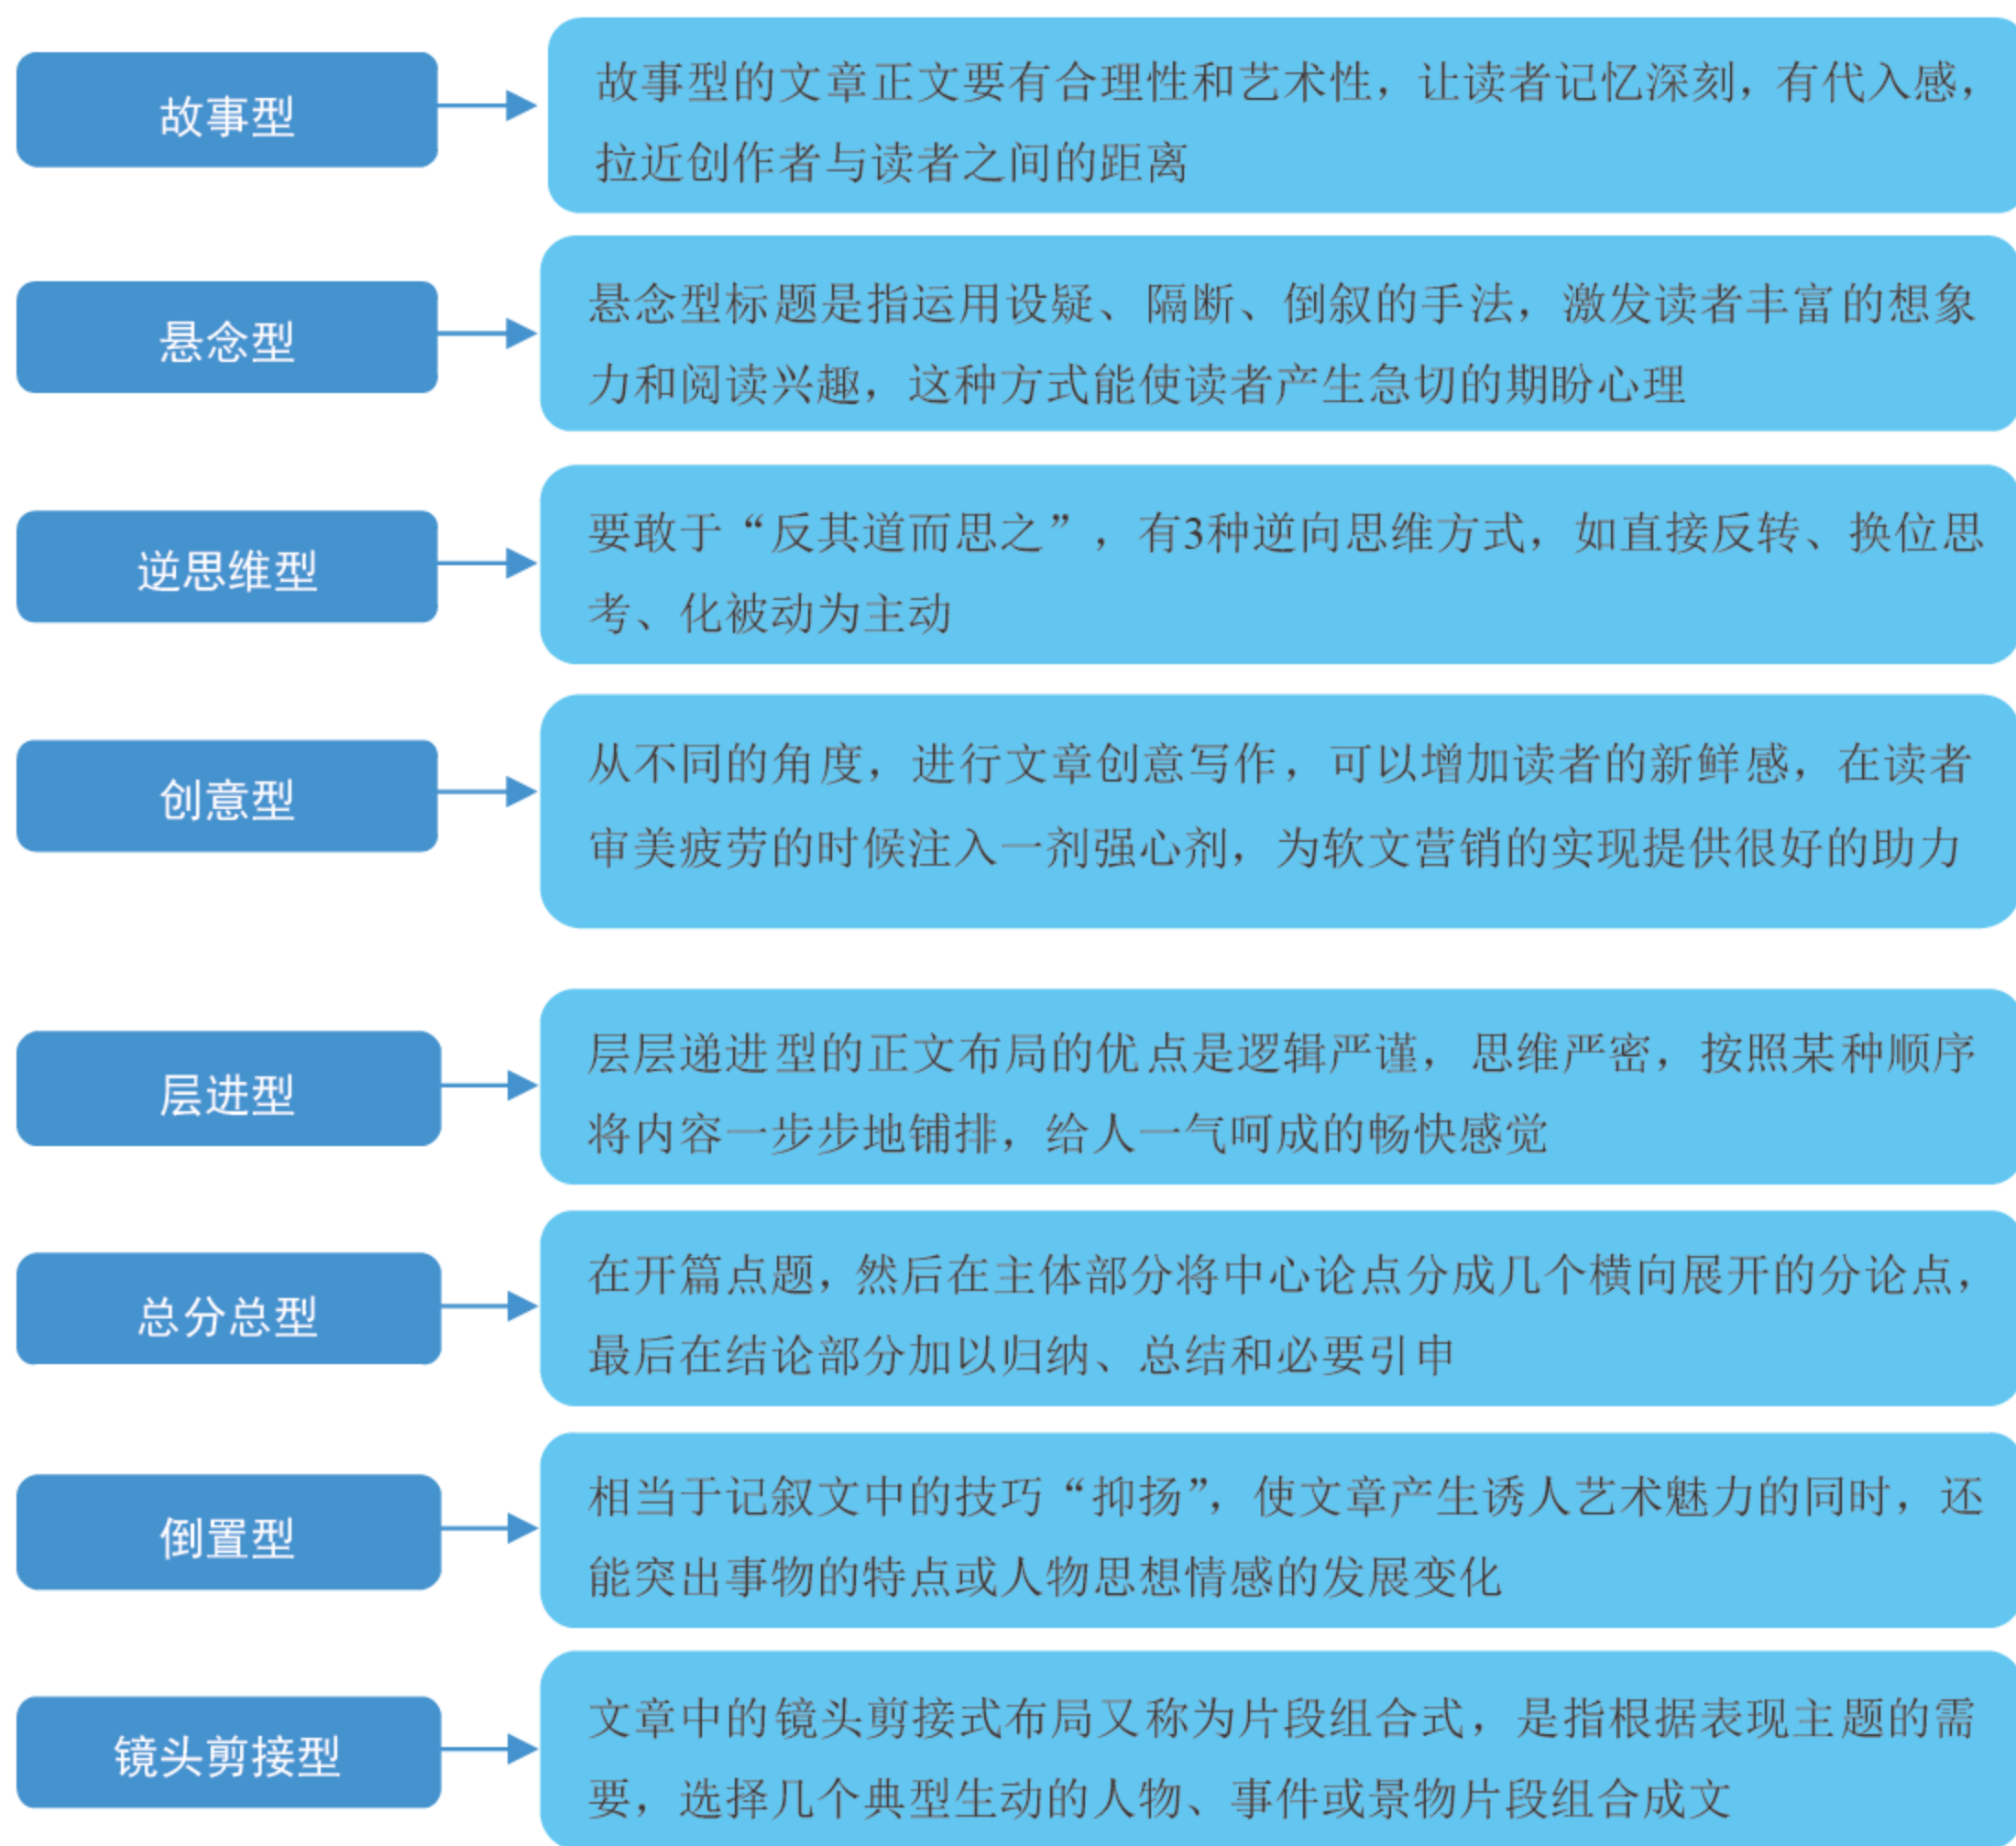 故事型
故事型的文章正文要有合理性和艺术性，让读者记忆深刻，有代入感，
拉近创作者与读者之间的距离
悬念型
悬念型标题是指运用设疑、隔断、倒叙的手法，激发读者丰富的想象
力和阅读兴趣，这种方式能使读者产生急切的期盼心理
逆思维型
要敢于“反其道而思之”，有3种逆向思维方式，如直接反转、换位思
考、化被动为主动
创意型
从不同的角度，进行文章创意写作，可以增加读者的新鲜感，在读者
审美疲劳的时候注入一剂强心剂，为软文营销的实现提供很好的助力
层进型
层层递进型的正文布局的优点是逻辑严谨，思维严密，按照某种顺序
将内容一步步地铺排，给人一气呵成的畅快感觉
总分总型
在开篇点题，然后在主体部分将中心论点分成几个横向展开的分论点，
最后在结论部分加以归纳、总结和必要引申
倒置型
相当于记叙文中的技巧“抑扬”，使文章产生诱人艺术魅力的同时，还
能突出事物的特点或人物思想情感的发展变化
镜头剪接型
文章中的镜头剪接式布局又称为片段组合式，是指根据表现主题的需
要，选择几个典型生动的人物、事件或景物片段组合成文